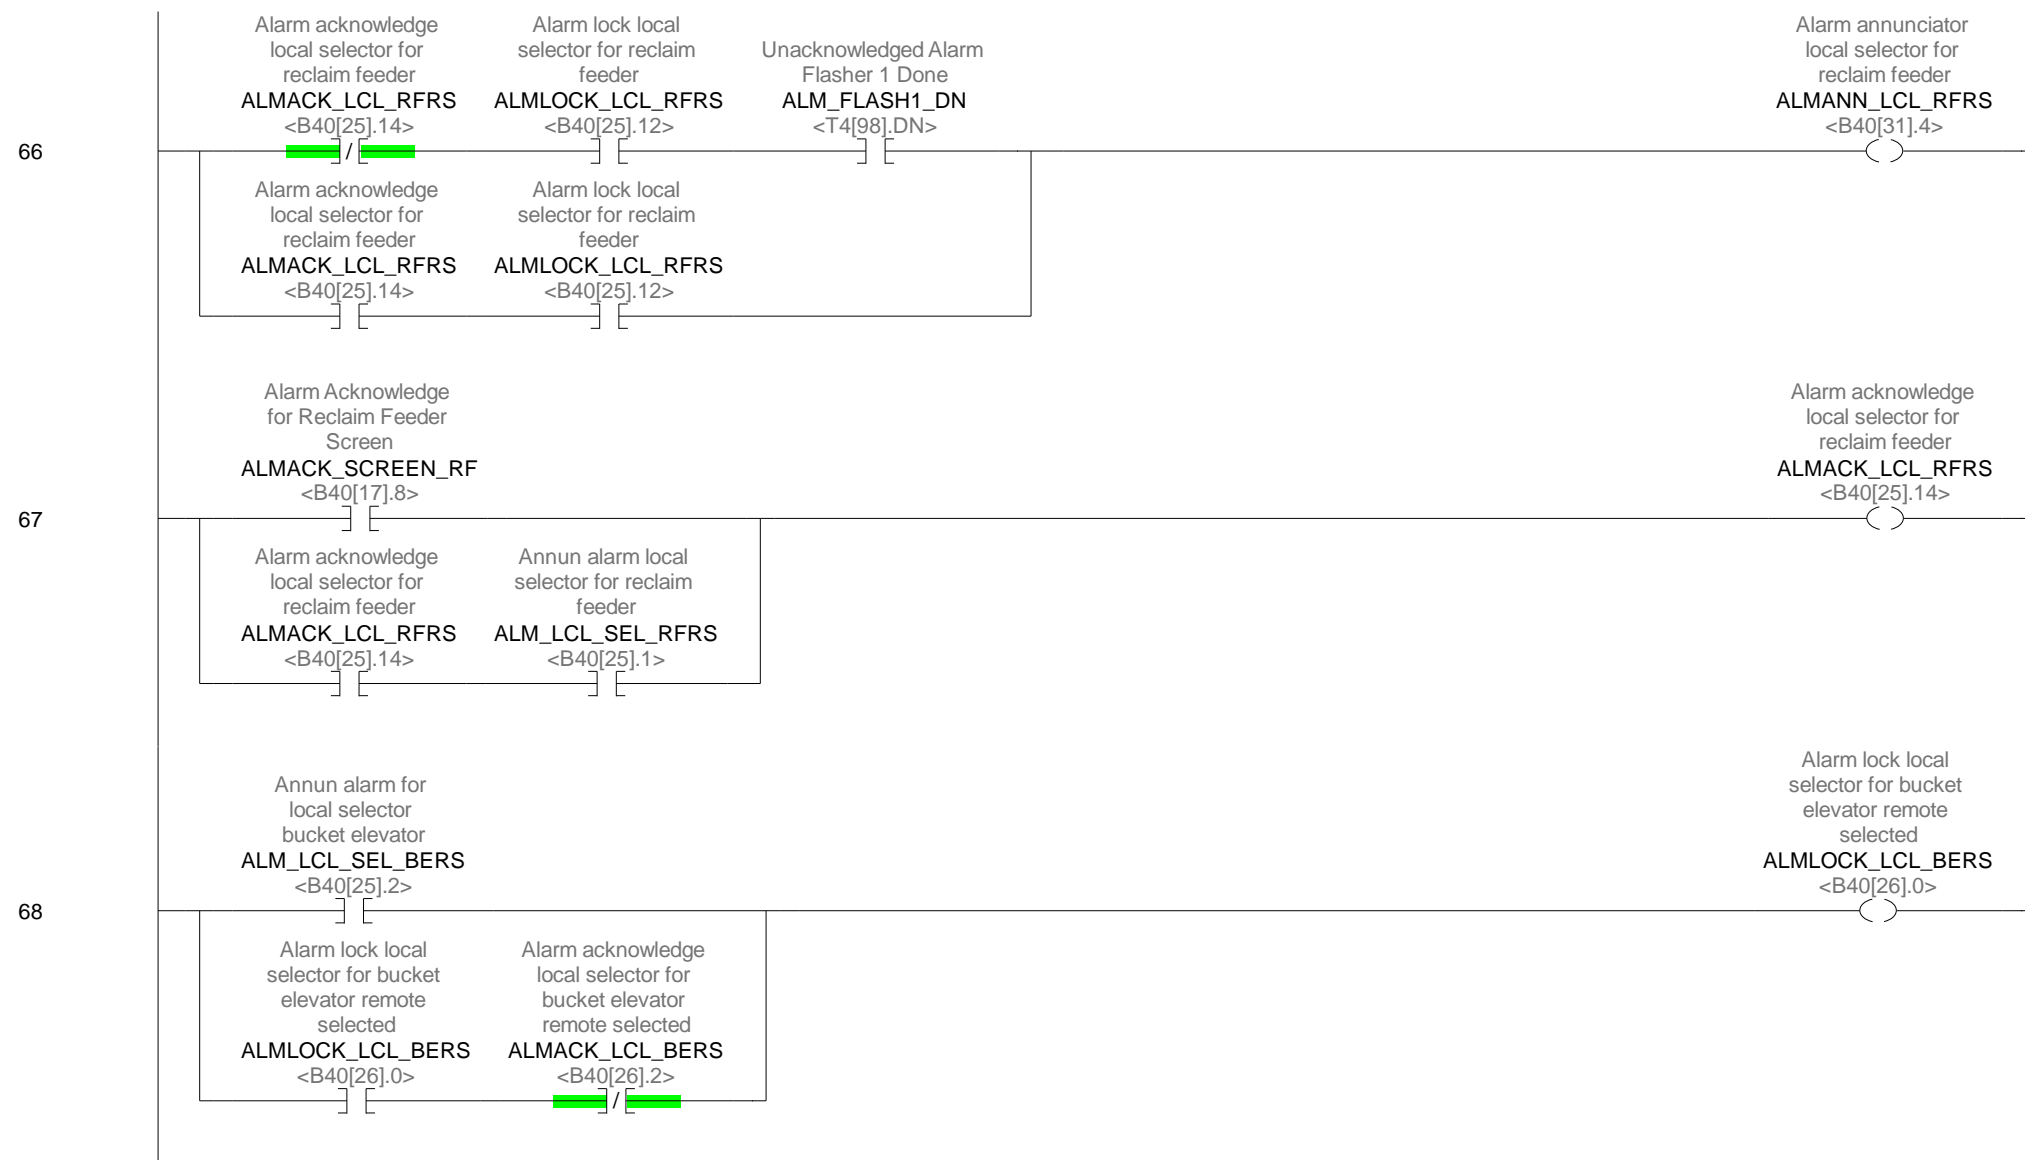 Alarm acknowledge
local selector for
reclaim feeder
ALMACK_LCL_RFRS
<B40[25].14>
Alarm lock local
selector for reclaim
feeder
ALMLOCK_LCL_RFRS
<B40[25].12>
Unacknowledged Alarm
Flasher 1 Done
ALM_FLASH1_DN
<T4[98].DN>
Alarm annunciator
local selector for
reclaim feeder
ALMANN_LCL_RFRS
<B40[31].4>
66
/
Alarm acknowledge
local selector for
reclaim feeder
ALMACK_LCL_RFRS
<B40[25].14>
Alarm lock local
selector for reclaim
feeder
ALMLOCK_LCL_RFRS
<B40[25].12>
Alarm Acknowledge
for Reclaim Feeder
Screen
ALMACK_SCREEN_RF
<B40[17].8>
Alarm acknowledge
local selector for
reclaim feeder
ALMACK_LCL_RFRS
<B40[25].14>
67
Alarm acknowledge
local selector for
reclaim feeder
ALMACK_LCL_RFRS
<B40[25].14>
Annun alarm local
selector for reclaim
feeder
ALM_LCL_SEL_RFRS
<B40[25].1>
Annun alarm for
local selector
bucket elevator
ALM_LCL_SEL_BERS
<B40[25].2>
Alarm lock local
selector for bucket
elevator remote
selected
ALMLOCK_LCL_BERS
<B40[26].0>
68
Alarm lock local
selector for bucket
elevator remote
selected
ALMLOCK_LCL_BERS
<B40[26].0>
Alarm acknowledge
local selector for
bucket elevator
remote selected
ALMACK_LCL_BERS
<B40[26].2>
/